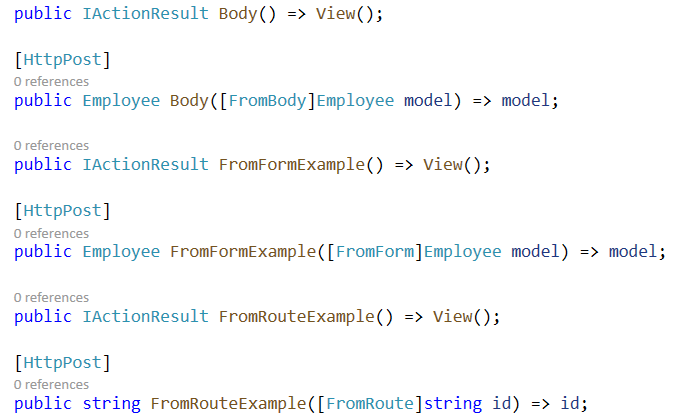 public IActionResult Body() => View();
[HttpPost]
0 references
public Employee Body([FromBody]Employee model) => model;
0 references
public IActionResult FromFormExample() => View();
[HttpPost]
0 references
public Employee FromFormExample([FromForm]Employee model) => model;
0 references
public IActionResult FromRouteExample() => View();
[HttpPost]
0 references
public string FromRouteExample([FromRoute]string id) => id;